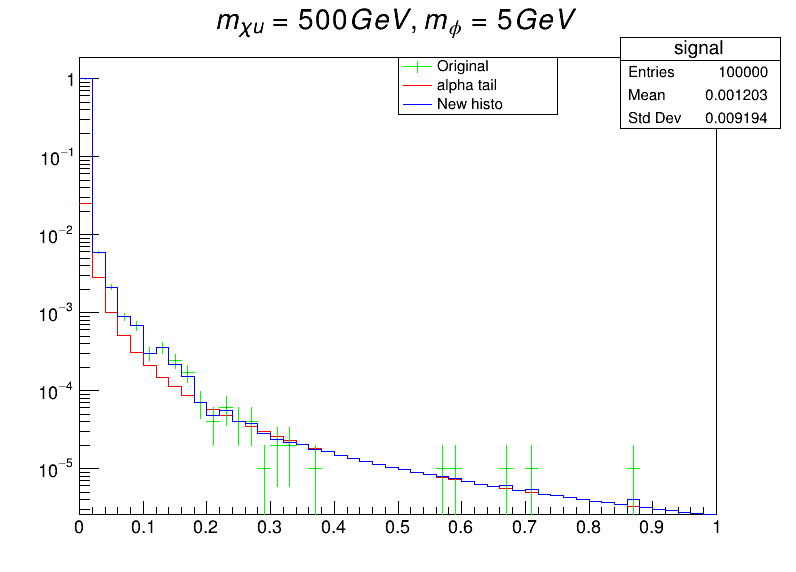 m_χu = 500GeV, m_ϕ = 5GeV
signal
Entries 100000
Mean 0.001203
Std Dev 0.009194
Original
alpha tail
New histo
1
10⁻¹
10⁻²
10⁻³
10⁻⁴
10⁻⁵
0 0.1 0.2 0.3 0.4 0.5 0.6 0.7 0.8 0.9 1